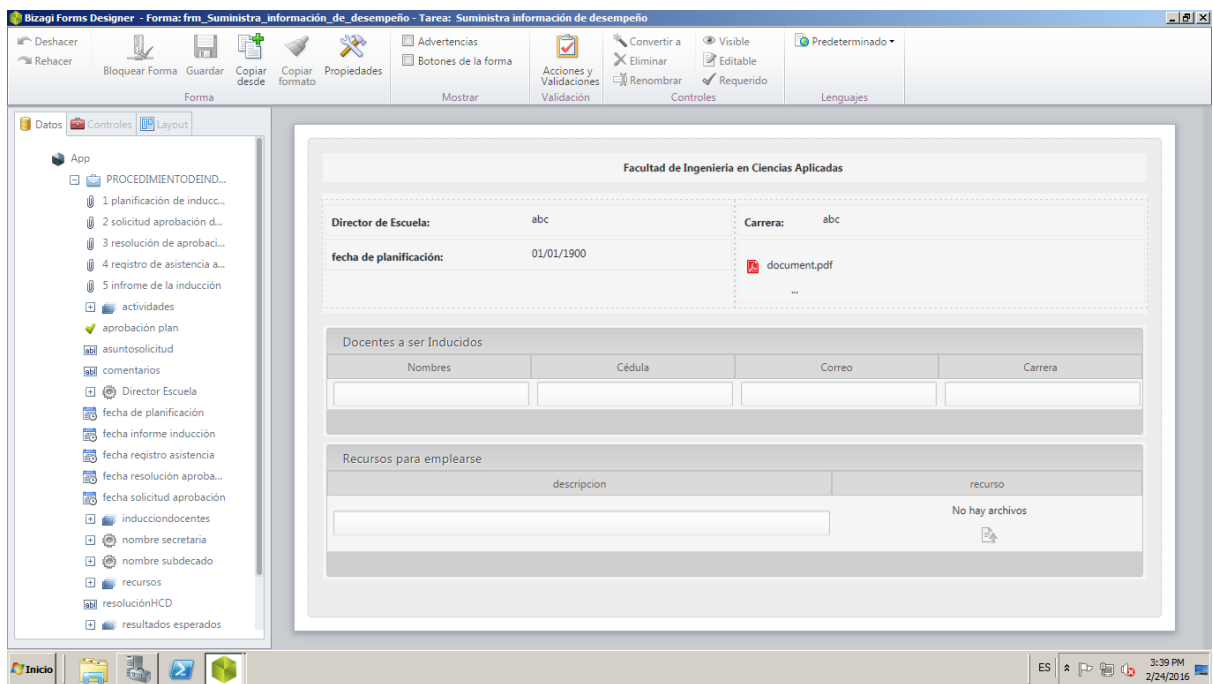 Bizagi Forms Designer - Forma: frm_Suministra_información_de_desempeño - Tarea: Suministra información de desempeño
Deshacer
Rehacer
Bloquear Forma
Guardar
Copiar desde
Copiar formato
Propiedades
Forma
Advertencias
Botones de la forma
Mostrar
Acciones y Validaciones
Validación
Convertir a
Eliminar
Renombrar
Visible
Editable
Requerido
Controles
Predeterminado
Lenguajes
Datos
Controles
Layout
App
PROCEDIMIENTODEIND...
1 planificación de inducc...
2 solicitud aprobación d...
3 resolución de aprobaci...
4 registro de asistencia a...
5 infrome de la inducción
actividades
aprobación plan
asuntosolicitud
comentarios
Director Escuela
fecha de planificación
fecha informe inducción
fecha registro asistencia
fecha resolución aproba...
fecha solicitud aprobación
inducciondocentes
nombre secretaria
nombre subdecado
recursos
resoluciónHCD
resultados esperados
Facultad de Ingenieria en Ciencias Aplicadas
Director de Escuela: abc
Carrera: abc
fecha de planificación: 01/01/1900
document.pdf
...
Docentes a ser Inducidos
Nombres Cédula Correo Carrera
Recursos para emplearse
descripcion recurso
No hay archivos
Inicio
ES
3:39 PM
2/24/2016